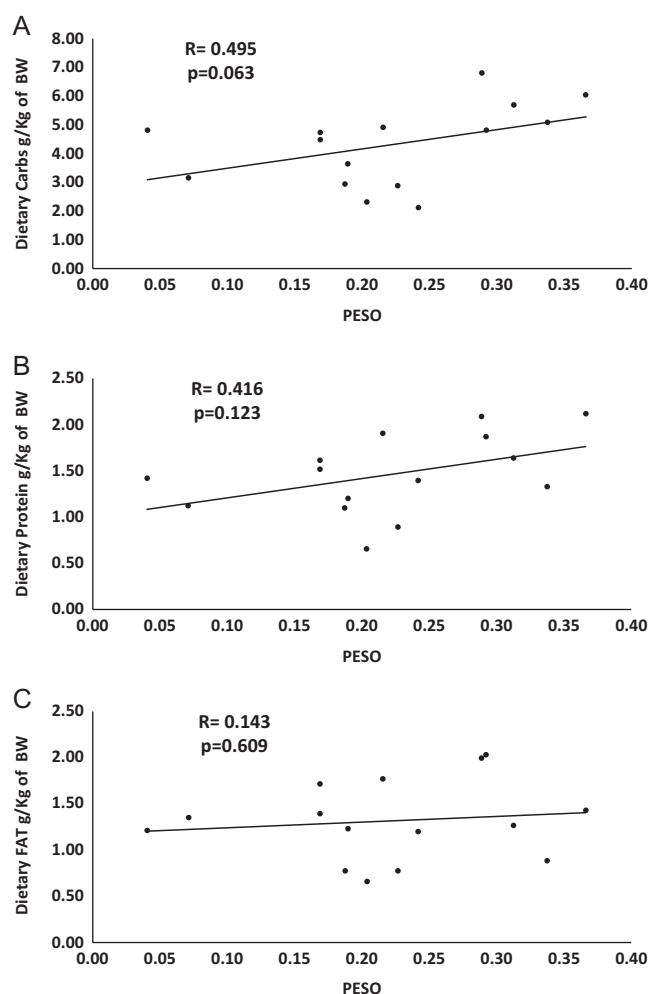 A
Dietary Carbs g/Kg of BW
R= 0.495
p=0.063
8.00
7.00
6.00
5.00
4.00
3.00
2.00
1.00
0.00
0.00 0.05 0.10 0.15 0.20 0.25 0.30 0.35 0.40
PESO
B
Dietary Protein g/Kg of BW
R= 0.416
p=0.123
2.50
2.00
1.50
1.00
0.50
0.00
0.00 0.05 0.10 0.15 0.20 0.25 0.30 0.35 0.40
PESO
C
Dietary FAT g/Kg of BW
R= 0.143
p=0.609
2.50
2.00
1.50
1.00
0.50
0.00
0.00 0.05 0.10 0.15 0.20 0.25 0.30 0.35 0.40
PESO